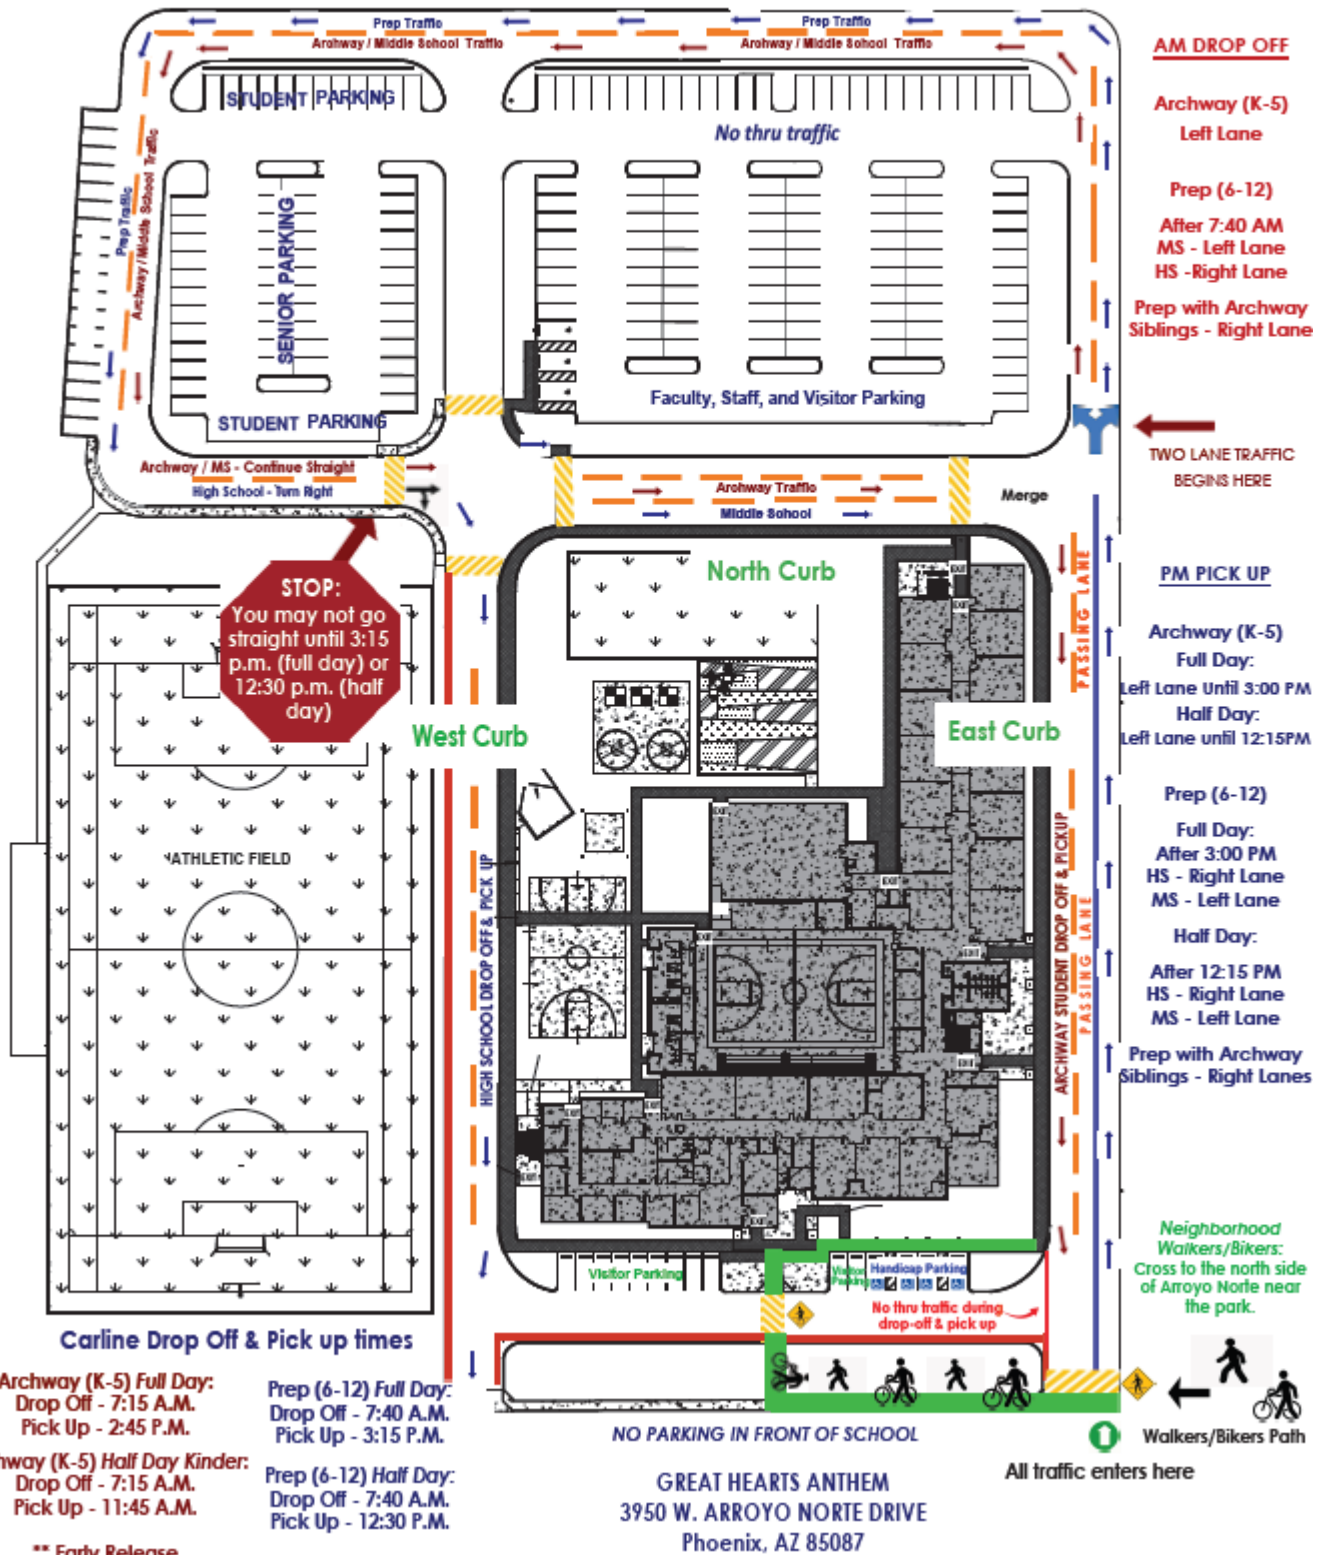 Prep Traffic
Prep Traffic
Archway / Middle School Traffic
Archway / Middle School Traffic
AM DROP OFF
Archway (K-5)
Left Lane
Prep (6-12)
After 7:40 AM
MS - Left Lane
HS -Right Lane
Prep with Archway
Siblings - Right Lane
STUDENT PARKING
No thru traffic
Prep Traffic
Archway / Middle School Traffic
SENIOR PARKING
STUDENT PARKING
Faculty, Staff, and Visitor Parking
TWO LANE TRAFFIC
BEGINS HERE
Archway / MS - Continue Straight
High School - Turn Right
Archway Traffic
Middle School
Merge
STOP:
You may not go
straight until 3:15
p.m. (full day) or
12:30 p.m. (half
day)
North Curb
West Curb
East Curb
PASSING LANE
PM PICK UP
Archway (K-5)
Full Day:
Left Lane Until 3:00 PM
Half Day:
Left Lane until 12:15PM
Prep (6-12)
Full Day:
After 3:00 PM
HS - Right Lane
MS - Left Lane
Half Day:
After 12:15 PM
HS - Right Lane
MS - Left Lane
Prep with Archway
Siblings - Right Lanes
ATHLETIC FIELD
HIGH SCHOOL DROP OFF & PICK UP
ARCHWAY STUDENT DROP OFF & PICKUP
PASSING LANE
EXIT
EXIT
EXIT
EXIT
EXIT
EXIT
EXIT
EXIT
EXIT
EXIT
EXIT
Visitor Parking
Visitor
Parking
Handicap Parking
No thru traffic during
drop-off & pick up
Neighborhood
Walkers/Bikers:
Cross to the north side
of Arroyo Norte near
the park.
Walkers/Bikers Path
All traffic enters here
NO PARKING IN FRONT OF SCHOOL
GREAT HEARTS ANTHEM
3950 W. ARROYO NORTE DRIVE
Phoenix, AZ 85087
Carline Drop Off & Pick up times
Archway (K-5) Full Day:
Drop Off - 7:15 A.M.
Pick Up - 2:45 P.M.
hway (K-5) Half Day Kinder:
Drop Off - 7:15 A.M.
Pick Up - 11:45 A.M.
** Early Release
Prep (6-12) Full Day:
Drop Off - 7:40 A.M.
Pick Up - 3:15 P.M.
Prep (6-12) Half Day:
Drop Off - 7:40 A.M.
Pick Up - 12:30 P.M.